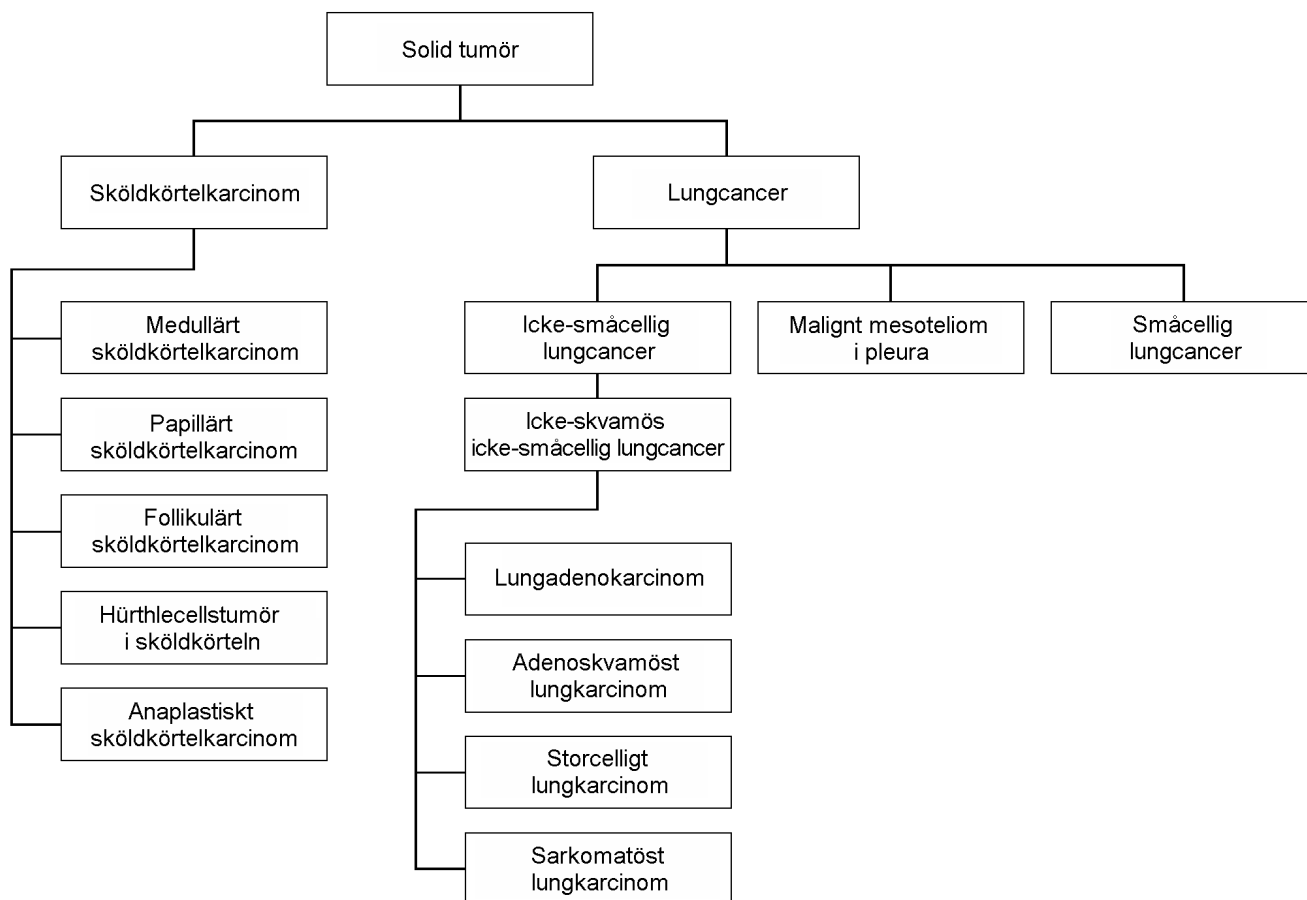 Solid tumör
Sköldkörtelkarcinom
Lungcancer
Medullärt
sköldkörtelkarcinom
Papillärt
sköldkörtelkarcinom
Follikulärt
sköldkörtelkarcinom
Hürthlecellstumör
i sköldkörteln
Anaplastiskt
sköldkörtelkarcinom
Icke-småcellig
lungcancer
Malignt mesoteliom
i pleura
Småcellig
lungcancer
Icke-skvamös
icke-småcellig lungcancer
Lungadenokarcinom
Adenoskvamöst
lungkarcinom
Storcelligt
lungkarcinom
Sarkomatöst
lungkarcinom